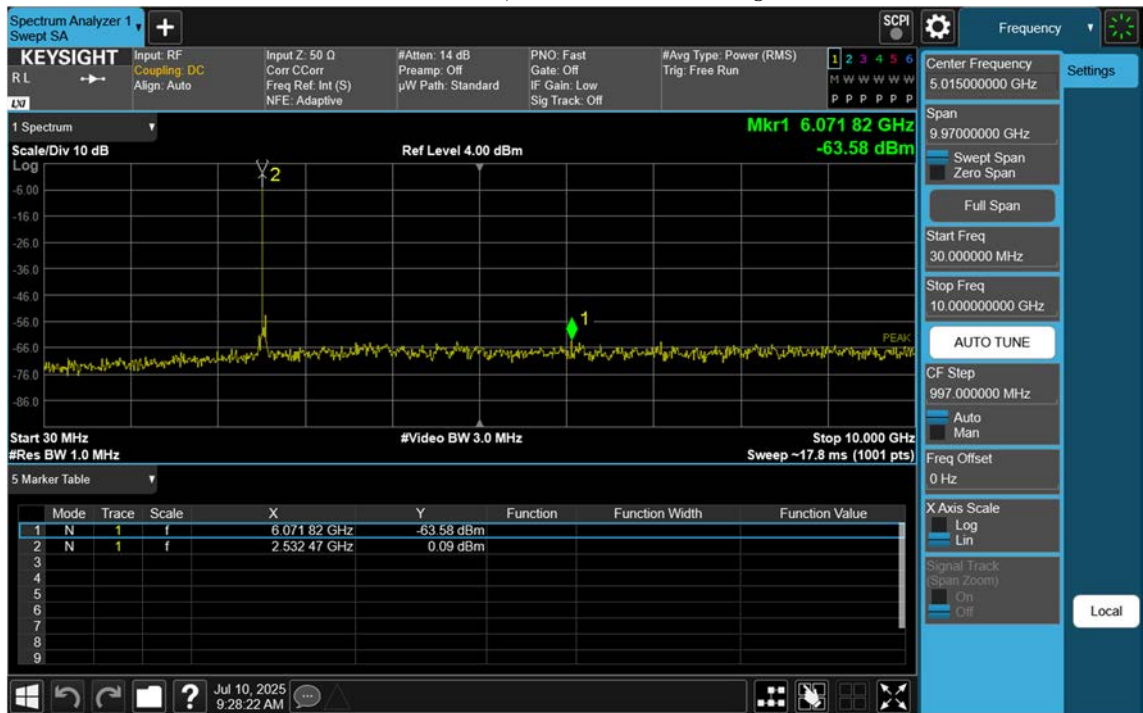 Spectrum Analyzer 1
Swept SA
SCPI
Frequency
KEYSIGHT
R L
LXI
Input: RF
Coupling: DC
Align: Auto
Input Z: 50 Ω
Corr CCorr
Freq Ref: Int (S)
NFE: Adaptive
#Atten: 14 dB
Preamp: Off
µW Path: Standard
PNO: Fast
Gate: Off
IF Gain: Low
Sig Track: Off
#Avg Type: Power (RMS)
Trig: Free Run
1 2 3 4 5 6
M W W W W W
P P P P P P
1 Spectrum
Scale/Div 10 dB
Ref Level 4.00 dBm
Mkr1 6.071 82 GHz
-63.58 dBm
Log
-6.00
-16.0
-26.0
-36.0
-46.0
-56.0
-66.0
-76.0
-86.0
2
1
PEAK
Start 30 MHz
#Video BW 3.0 MHz
Stop 10.000 GHz
#Res BW 1.0 MHz
Sweep ~17.8 ms (1001 pts)
5 Marker Table
Mode Trace Scale X Y Function Function Width Function Value
1 N 1 f 6.071 82 GHz -63.58 dBm
2 N 1 f 2.532 47 GHz 0.09 dBm
3
4
5
6
7
8
9
Jul 10, 2025
9:28:22 AM
Center Frequency
5.015000000 GHz
Span
9.97000000 GHz
Swept Span
Zero Span
Full Span
Start Freq
30.000000 MHz
Stop Freq
10.000000000 GHz
AUTO TUNE
CF Step
997.000000 MHz
Auto
Man
Freq Offset
0 Hz
X Axis Scale
Log
Lin
Signal Track
(Span Zoom)
On
Off
Settings
Local